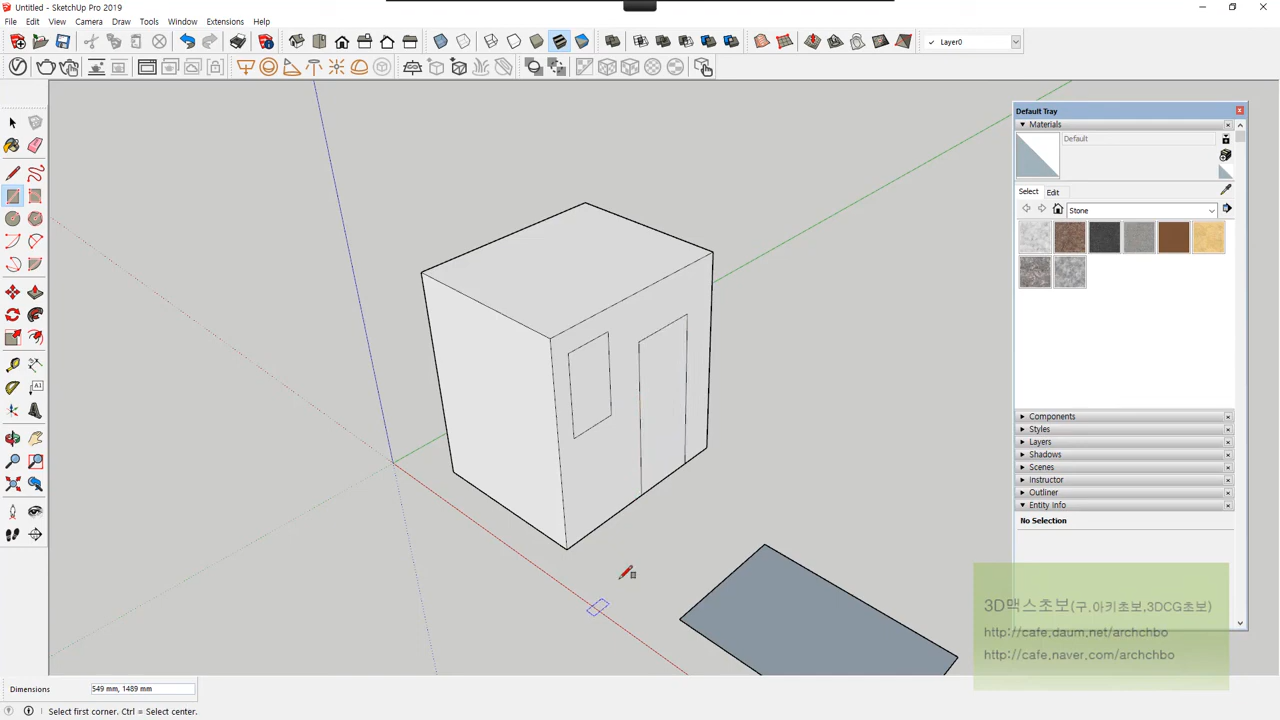 Untitled - SketchUp Pro 2019
File Edit View Camera Draw Tools Window Extensions Help
Layer0
Default Tray
Materials
Default
Select Edit
Stone
Components
Styles
Layers
Shadows
Scenes
Instructor
Outliner
Entity Info
No Selection
3D맥스초보(구.아키초보,3DCG초보)
http://cafe.daum.net/archchbo
http://cafe.naver.com/archchbo
Dimensions 549 mm, 1489 mm
Select first corner. Ctrl = Select center.